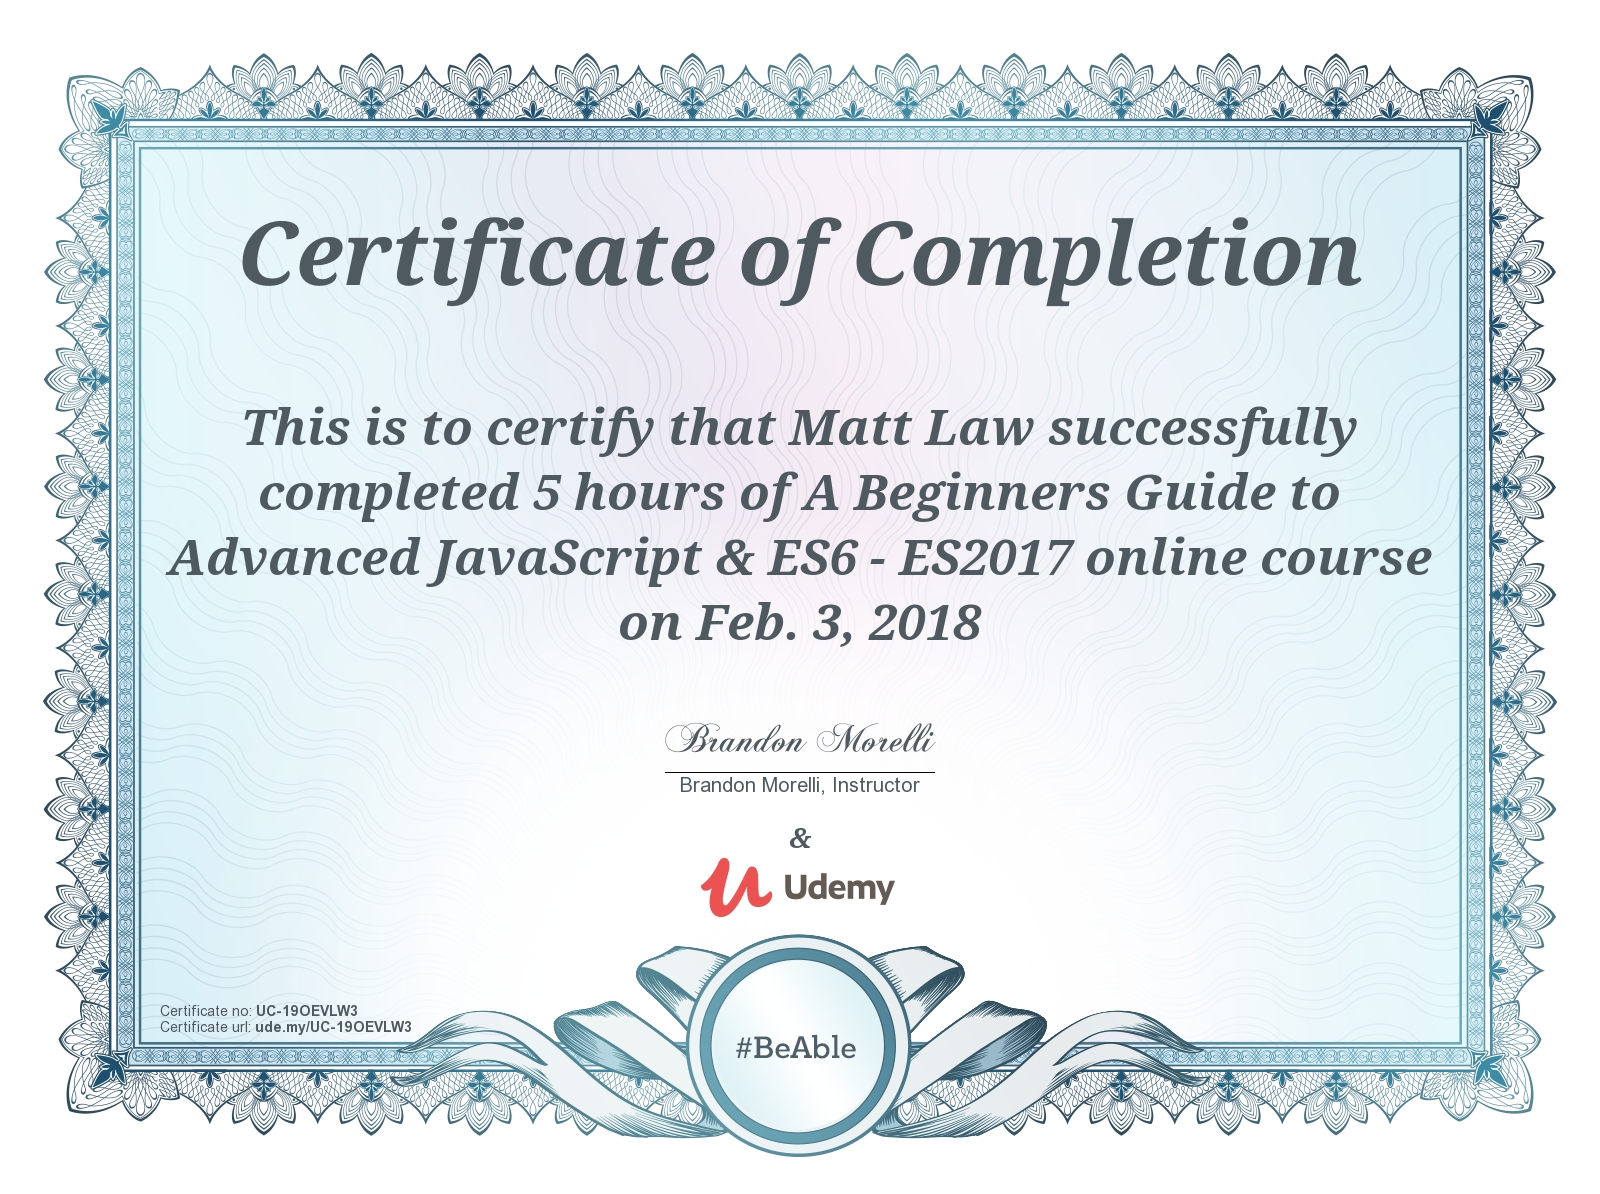 Certificate of Completion
This is to certify that Matt Law successfully
completed 5 hours of A Beginners Guide to
Advanced JavaScript & ES6 - ES2017 online course
on Feb. 3, 2018
Brandon Morelli
Brandon Morelli, Instructor
&
Udemy
Certificate no: UC-19OEVLW3
Certificate url: ude.my/UC-19OEVLW3
#BeAble